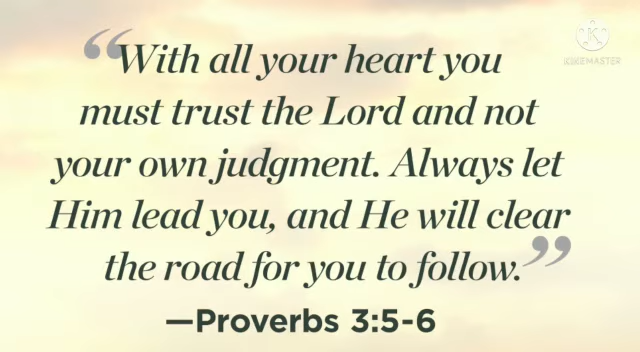 “With all your heart you
must trust the Lord and not
your own judgment. Always let
Him lead you, and He will clear
the road for you to follow.”
—Proverbs 3:5-6
K
KINEMASTER